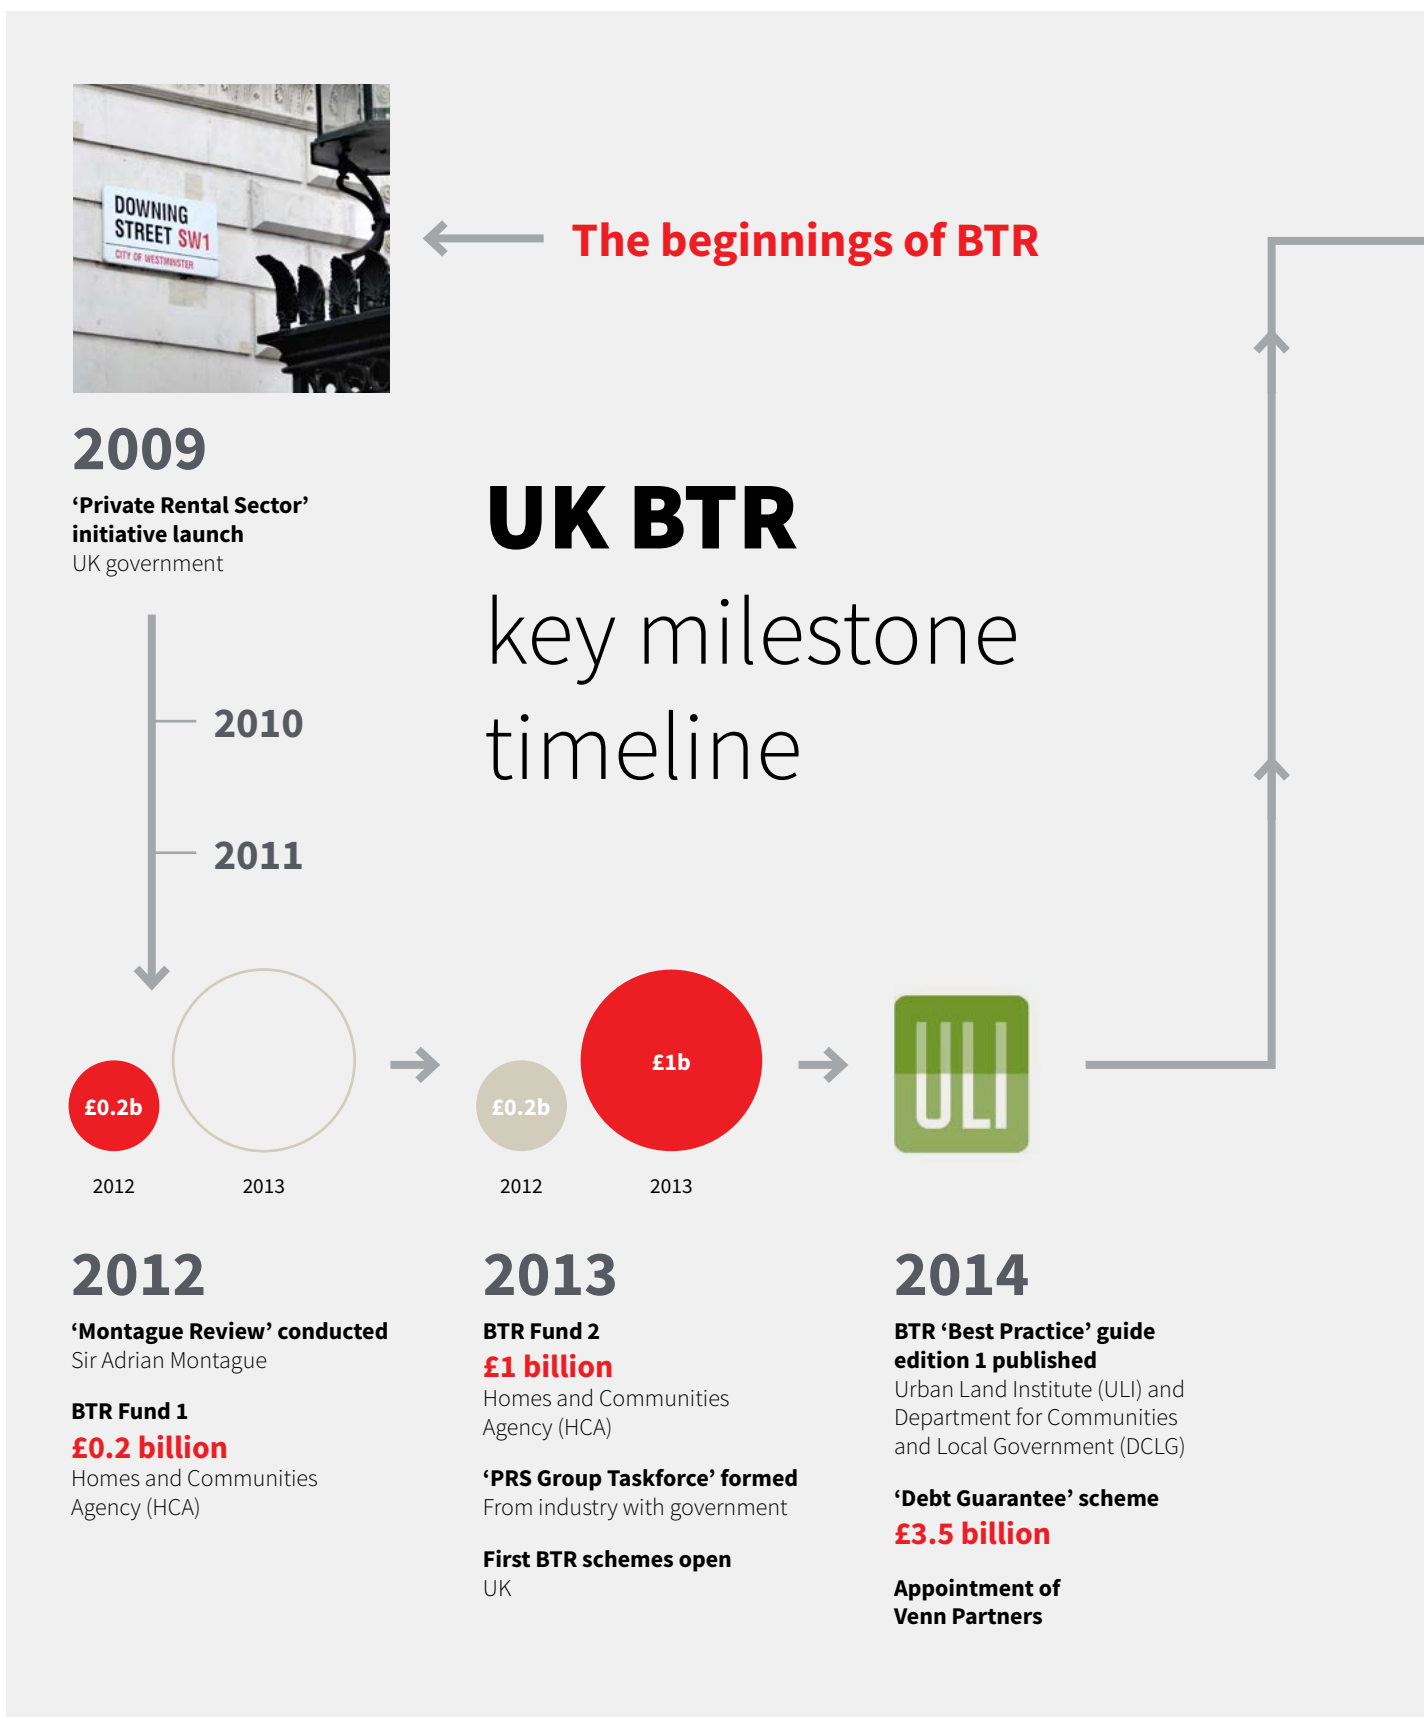 DOWNING
STREET SW1
CITY OF WESTMINSTER
The beginnings of BTR
2009
‘Private Rental Sector’
initiative launch
UK government
UK BTR
key milestone
timeline
2010
2011
£0.2b
2012
2013
£0.2b
£1b
2012
2013
ULI
2012
‘Montague Review’ conducted
Sir Adrian Montague
BTR Fund 1
£0.2 billion
Homes and Communities
Agency (HCA)
2013
BTR Fund 2
£1 billion
Homes and Communities
Agency (HCA)
‘PRS Group Taskforce’ formed
From industry with government
First BTR schemes open
UK
2014
BTR ‘Best Practice’ guide
edition 1 published
Urban Land Institute (ULI) and
Department for Communities
and Local Government (DCLG)
‘Debt Guarantee’ scheme
£3.5 billion
Appointment of
Venn Partners